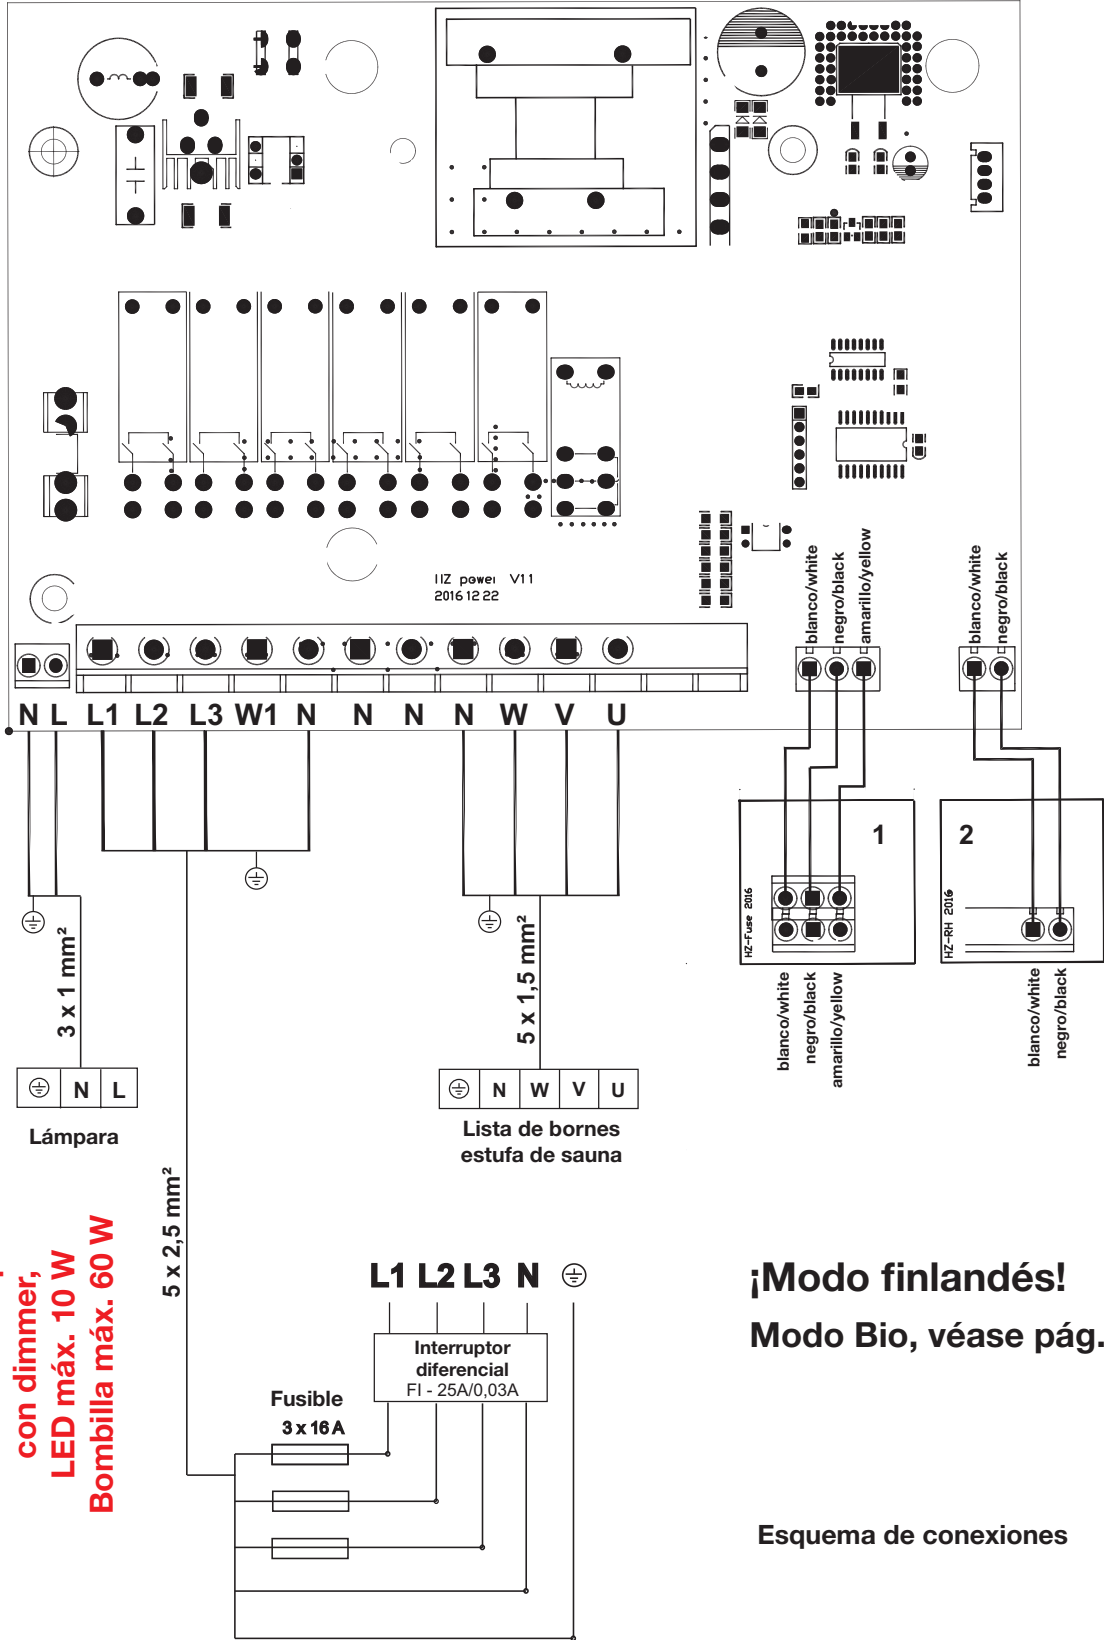 HZ power V1 1
2016 12 22
blanco/white
negro/black
amarillo/yellow
blanco/white
negro/black
N L L1 L2 L3 W1 N N N N W V U
1
2
HZ-Fuse 2016
HZ-RH 2016
blanco/white
negro/black
amarillo/yellow
blanco/white
negro/black
3 x 1 mm²
5 x 1,5 mm²
N L
Lámpara
N W V U
Lista de bornes
estufa de sauna
5 x 2,5 mm²
con dimmer,
LED máx. 10 W
Bombilla máx. 60 W
L1 L2 L3 N
Interruptor
diferencial
FI - 25A/0,03A
Fusible
3 x 16 A
¡Modo finlandés!
Modo Bio, véase pág.
Esquema de conexiones